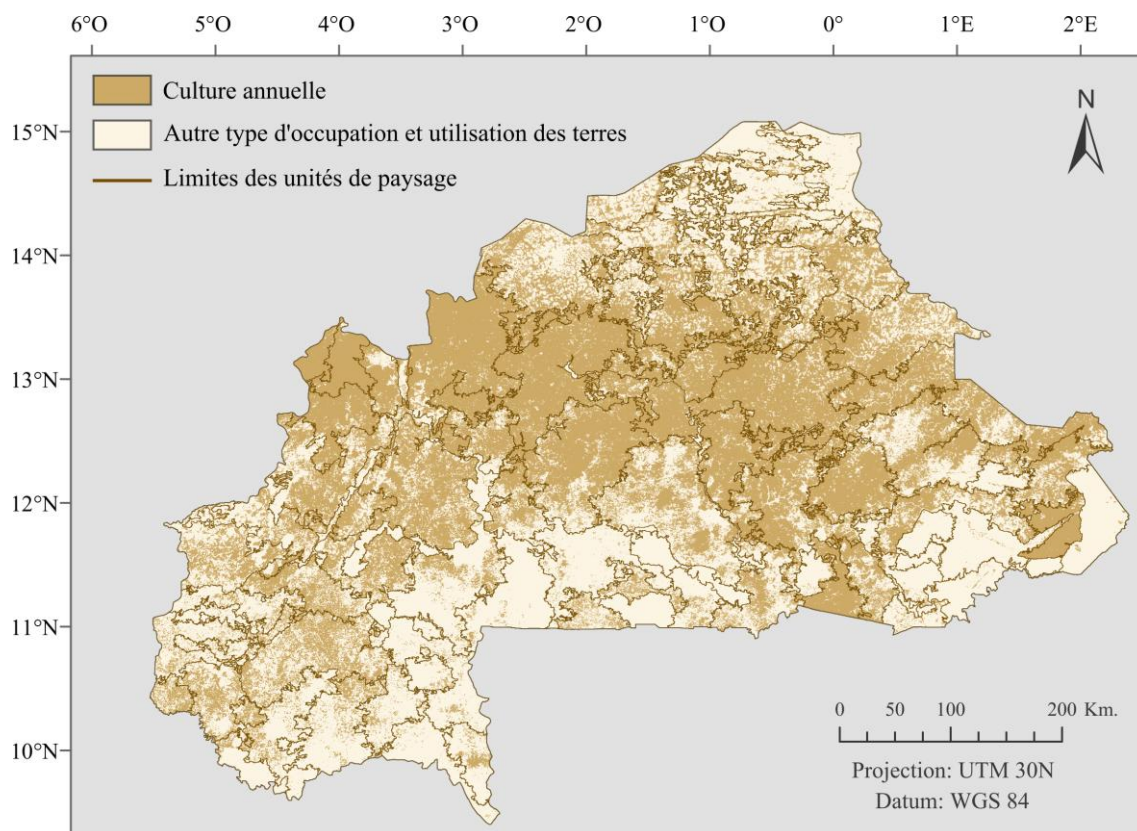 6°O 5°O 4°O 3°O 2°O 1°O 0° 1°E 2°E
Culture annuelle
Autre type d'occupation et utilisation des terres
Limites des unités de paysage
N
15°N
14°N
13°N
12°N
11°N
10°N
0 50 100 200 Km.
Projection: UTM 30N
Datum: WGS 84